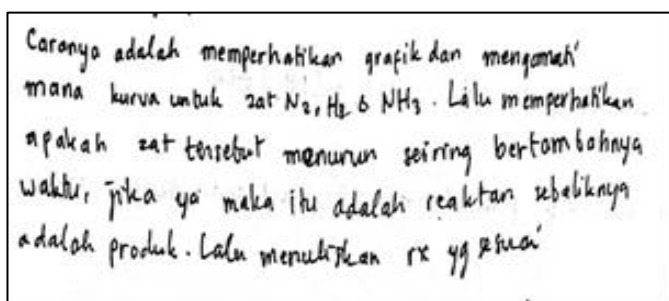 Caranya adalah memperhatikan grafik dan mengamati
mana kurva untuk zat N2, H2 & NH3. Lalu memperhatikan
apakah zat tersebut menurun seiring bertambahnya
waktu, jika ya maka itu adalah reaktan sebaliknya
adalah produk. Lalu menuliskan rx yg sesuai